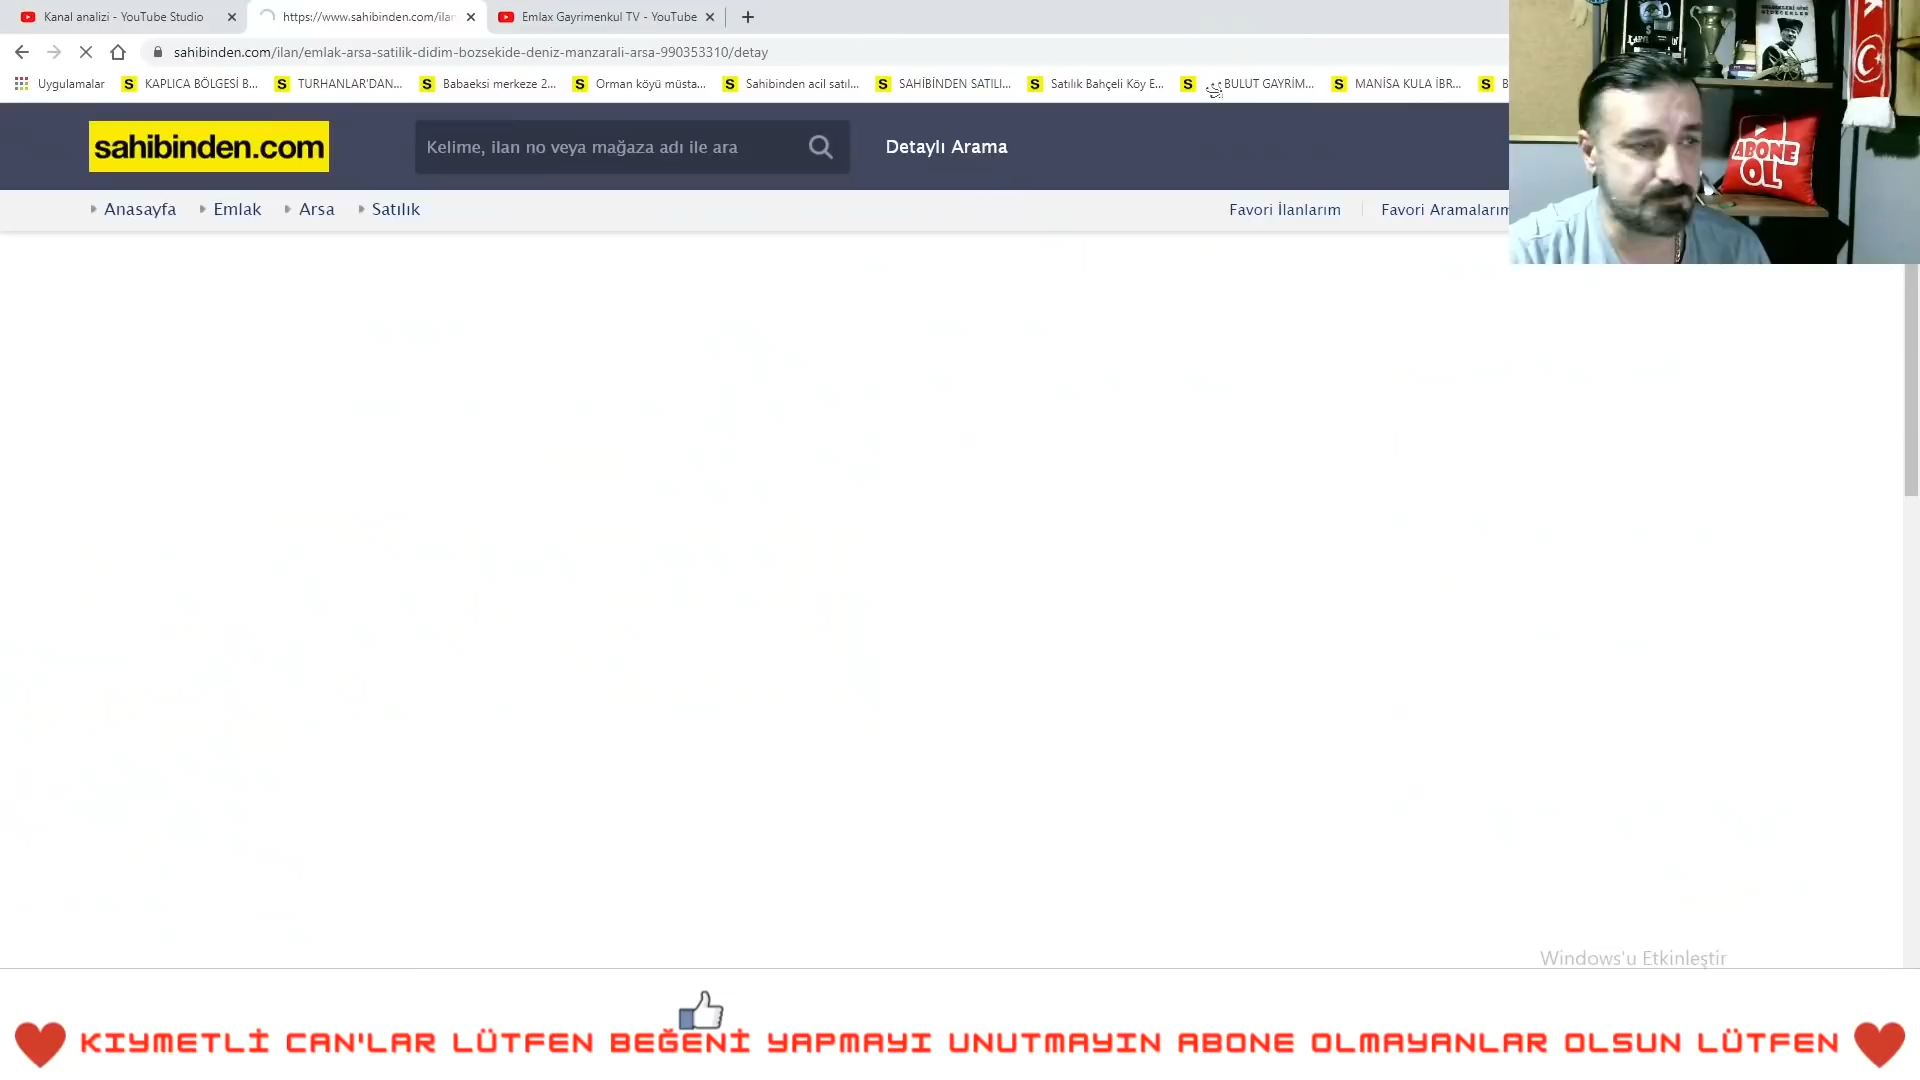 Kanal analizi - YouTube Studio
https://www.sahibinden.com/ilan
Emlax Gayrimenkul TV - YouTube
sahibinden.com/ilan/emlak-arsa-satilik-didim-bozsekide-deniz-manzarali-arsa-990353310/detay
Uygulamalar
KAPLICA BÖLGESİ B...
TURHANLAR'DAN...
Babaeksi merkeze 2...
Orman köyü müsta...
Sahibinden acil satıl...
SAHİBİNDEN SATILI...
Satılık Bahçeli Köy E...
BULUT GAYRİM...
MANİSA KULA İBR...
B
sahibinden.com
Kelime, ilan no veya mağaza adı ile ara
Detaylı Arama
Anasayfa
Emlak
Arsa
Satılık
Favori İlanlarım
Favori Aramalarım
ABONE
OL
Windows'u Etkinleştir
KIYMETLİ CAN'LAR LÜTFEN BEĞENİ YAPMAYI UNUTMAYIN ABONE OLMAYANLAR OLSUN LÜTFEN